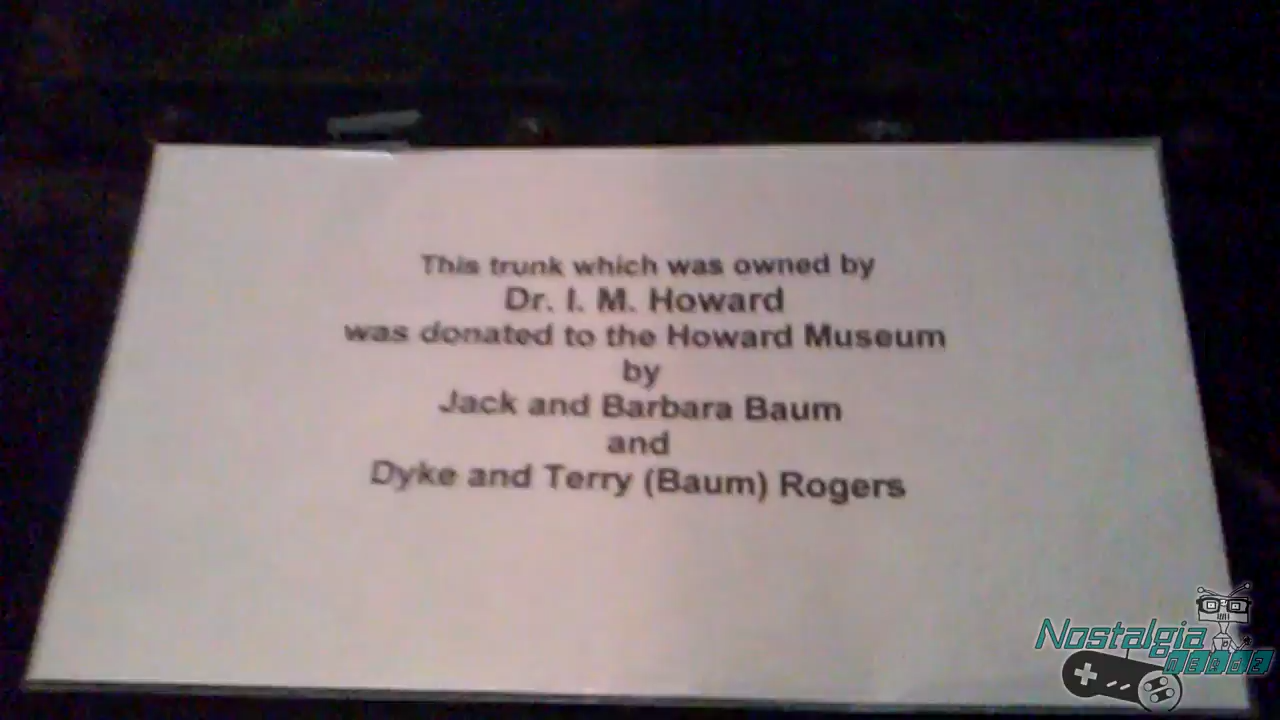 This trunk which was owned by
Dr. I. M. Howard
was donated to the Howard Museum
by
Jack and Barbara Baum
and
Dyke and Terry (Baum) Rogers
Nostalgia
NERDZ